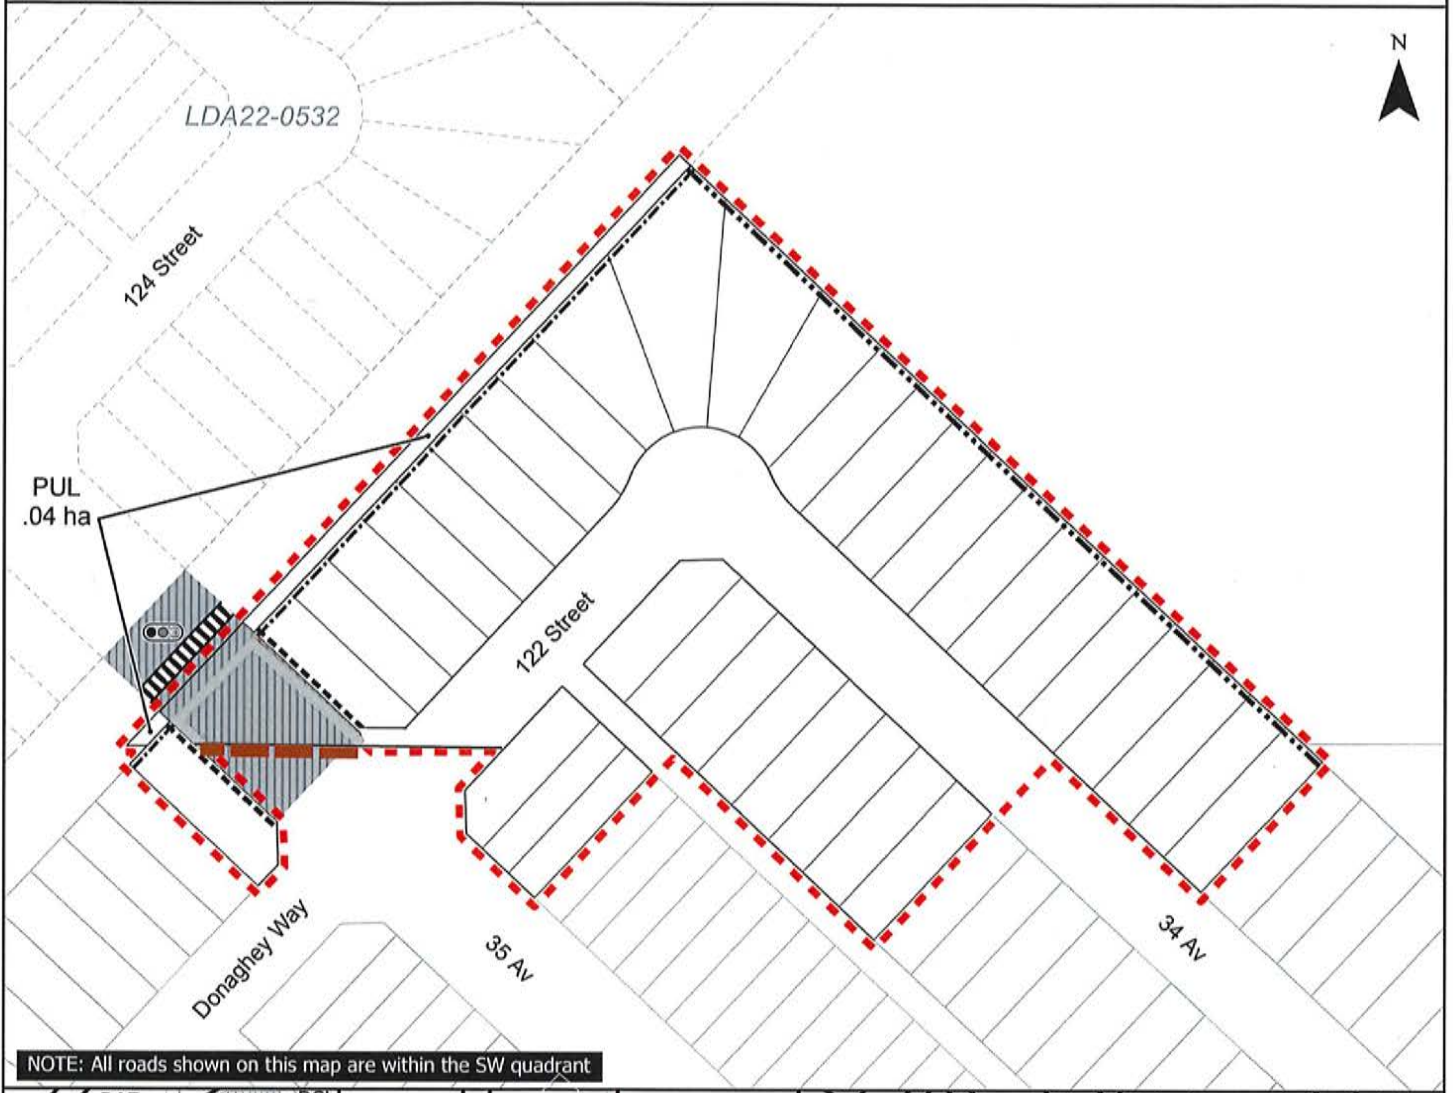 N
LDA22-0532
124 Street
PUL
.04 ha
122 Street
34 Av
35 Av
Donaghey Way
NOTE: All roads shown on this map are within the SW quadrant